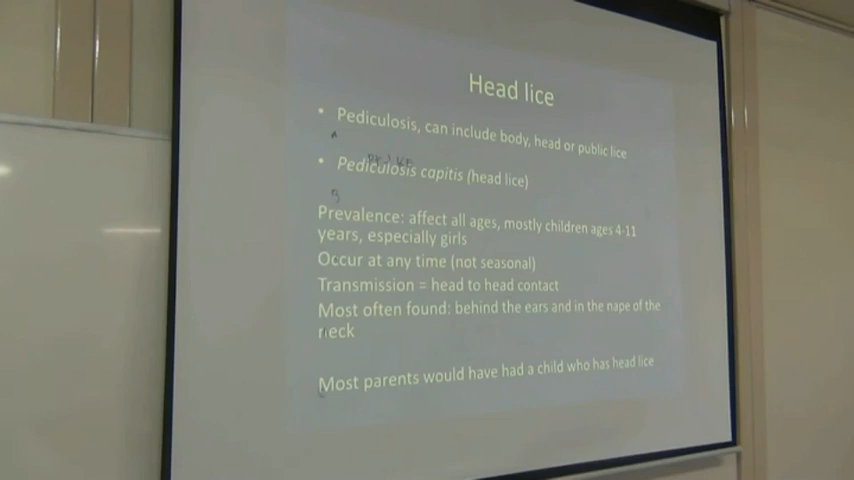 Head lice
• Pediculosis, can include body, head or public lice
• Pediculosis capitis (head lice)
Prevalence: affect all ages, mostly children ages 4-11
years, especially girls
Occur at any time (not seasonal)
Transmission = head to head contact
Most often found: behind the ears and in the nape of the
neck
Most parents would have had a child who has head lice